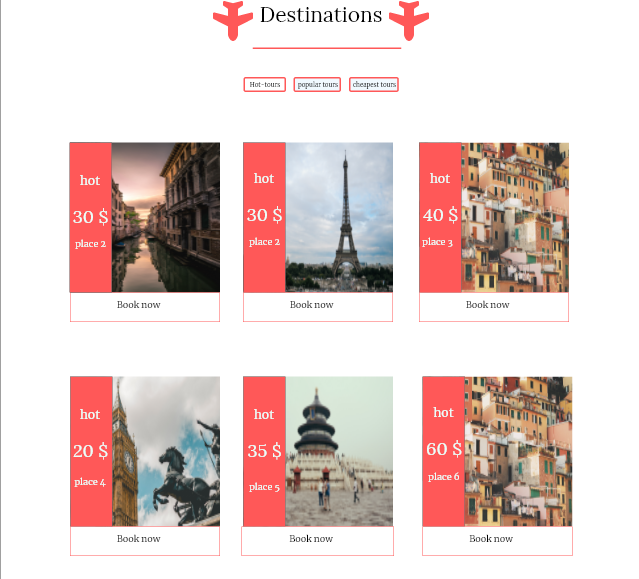 Destinations
Hot-tours popular tours cheapest tours
hot
30 $
place 2
Book now
hot
30 $
place 2
Book now
hot
40 $
place 3
Book now
hot
20 $
place 4
Book now
hot
35 $
place 5
Book now
hot
60 $
place 6
Book now